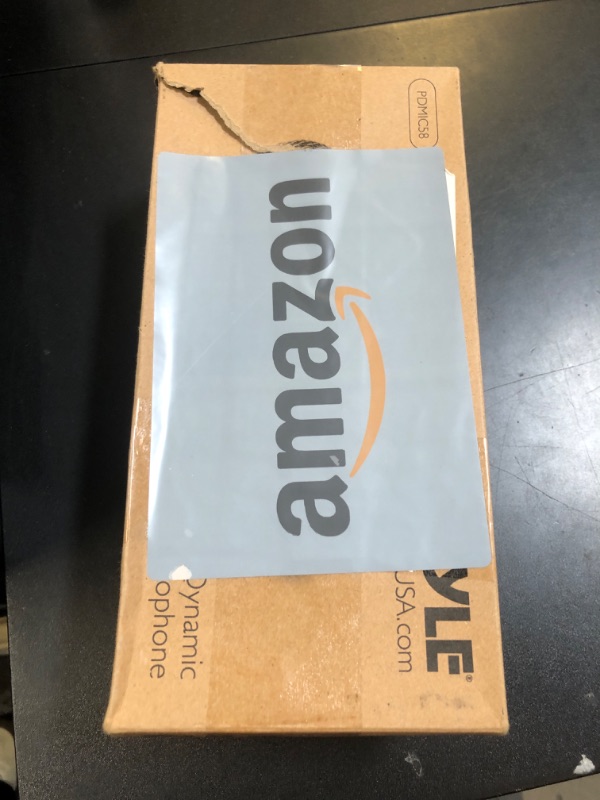 PDMIC58
amazon
YLE®
USA.com
Dynamic
ophone